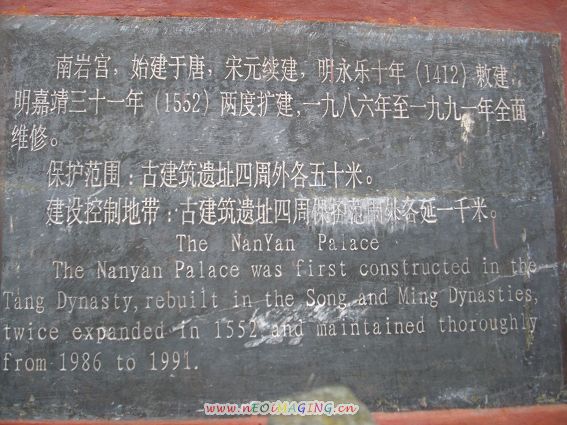 南岩宫，始建于唐，宋元续建，明永乐十年（1412）敕建，
明嘉靖三十一年（1552）两度扩建，一九八六年至一九九一年全面
维修。
保护范围：古建筑遗址四周外各五十米。
建设控制地带：古建筑遗址四周保护范围外各延一千米。
The NanYan Palace
The Nanyan Palace was first constructed in the
Tang Dynasty, rebuilt in the Song and Ming Dynasties,
twice expanded in 1552 and maintained thoroughly
from 1986 to 1991.
www.nEOiMAGING.cn